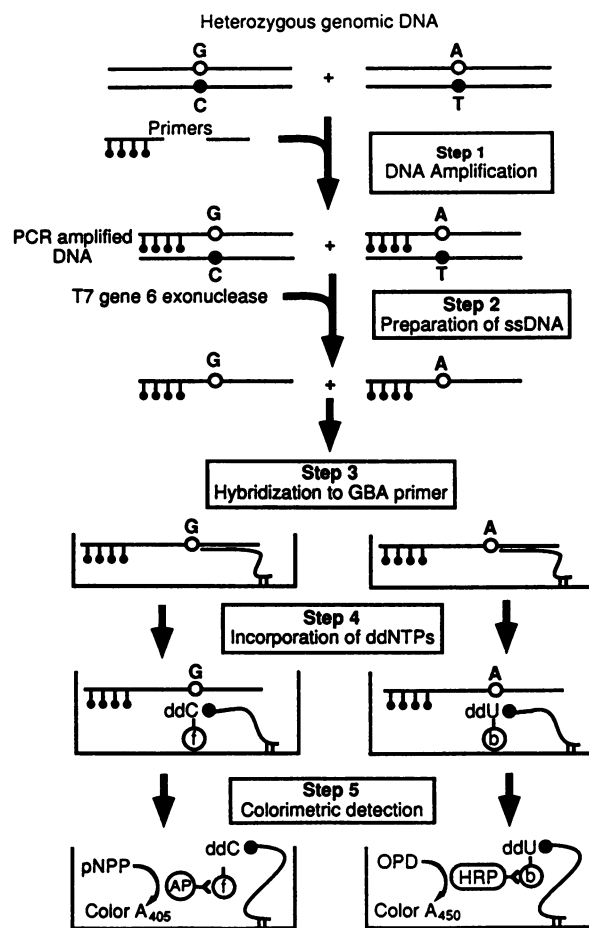 Heterozygous genomic DNA
G A
+
C T
Primers
Step 1
DNA Amplification
G A
PCR amplified
DNA
+
C T
T7 gene 6 exonuclease
Step 2
Preparation of ssDNA
G A
+
Step 3
Hybridization to GBA primer
G A
Step 4
Incorporation of ddNTPs
G A
ddC ddU
f b
Step 5
Colorimetric detection
ddC ddU
pNPP OPD
AP f HRP b
Color A405 Color A450